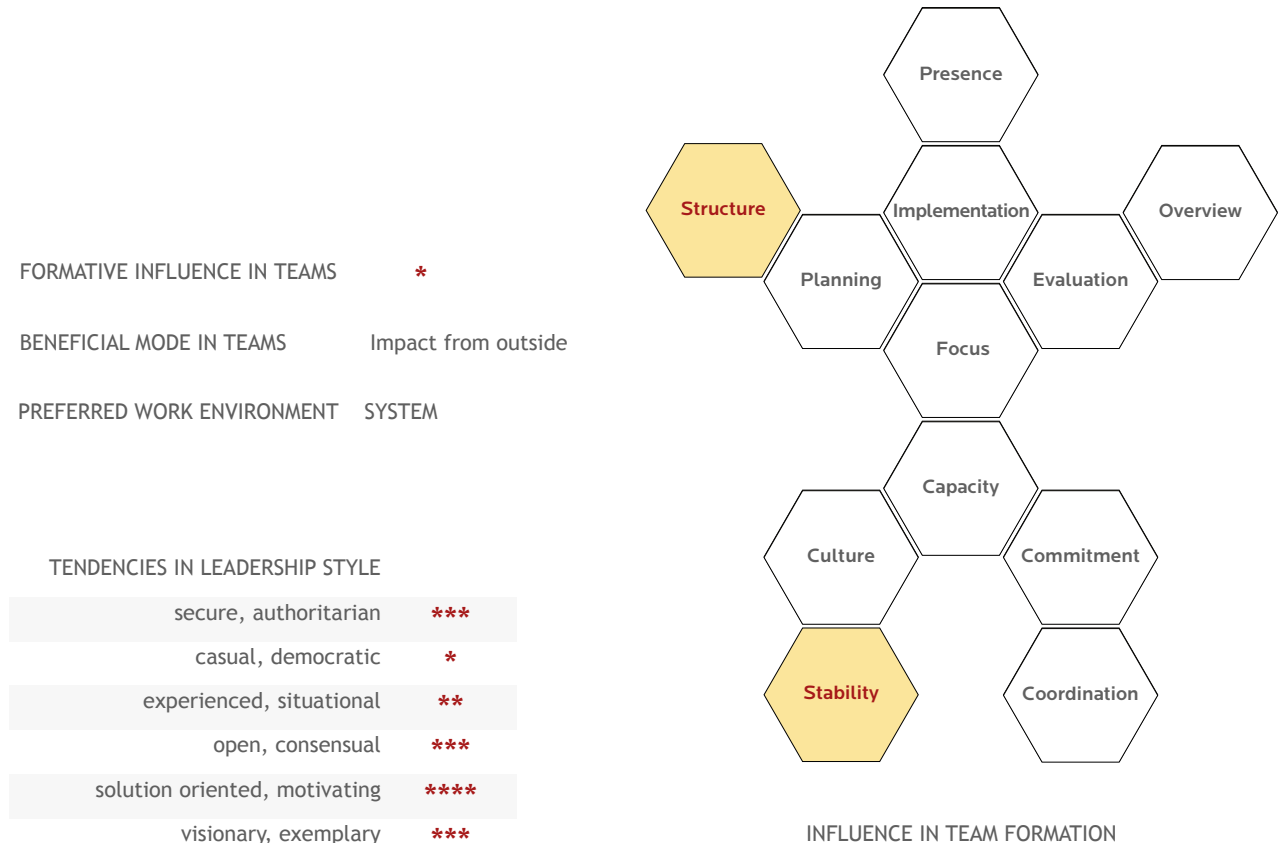 FORMATIVE INFLUENCE IN TEAMS *
BENEFICIAL MODE IN TEAMS Impact from outside
PREFERRED WORK ENVIRONMENT SYSTEM
TENDENCIES IN LEADERSHIP STYLE
secure, authoritarian ***
casual, democratic *
experienced, situational **
open, consensual ***
solution oriented, motivating ****
visionary, exemplary ***
Presence
Structure
Implementation
Overview
Planning
Evaluation
Focus
Capacity
Culture
Commitment
Stability
Coordination
INFLUENCE IN TEAM FORMATION